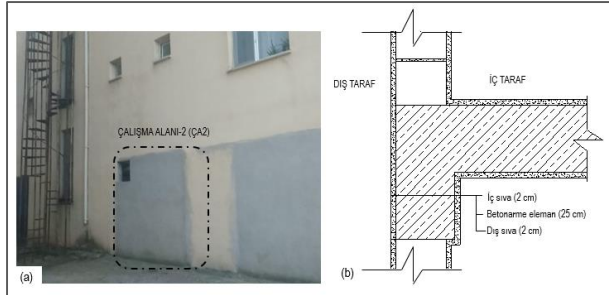 ÇALIŞMA ALANI-2 (ÇA2)
(a)
DIŞ TARAF
İÇ TARAF
İç sıva (2 cm)
Betonarme eleman (25 cm)
Dış sıva (2 cm)
(b)